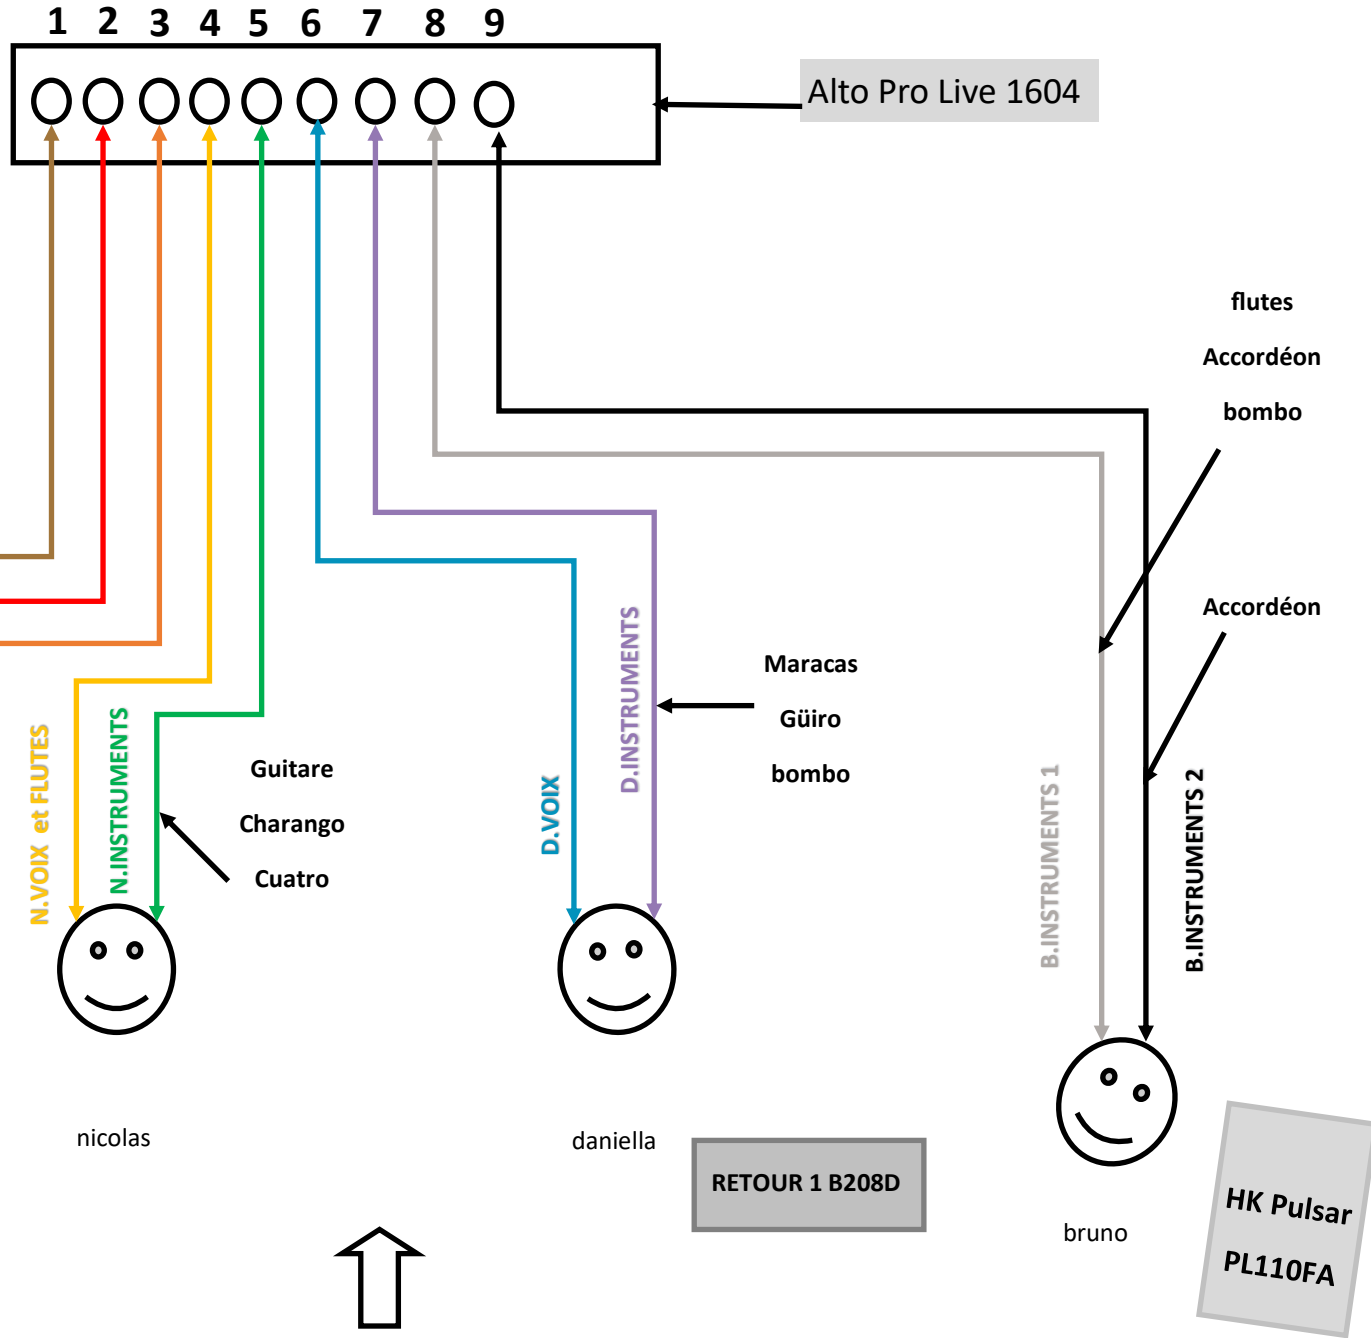 1 2 3 4 5 6 7 8 9
Alto Pro Live 1604
flutes
Accordéon
bombo
Accordéon
Maracas
Güiro
bombo
Guitare
Charango
Cuatro
N.VOIX et FLUTES
N.INSTRUMENTS
D.VOIX
D.INSTRUMENTS
B.INSTRUMENTS 1
B.INSTRUMENTS 2
nicolas
daniella
RETOUR 1 B208D
bruno
HK Pulsar
PL110FA